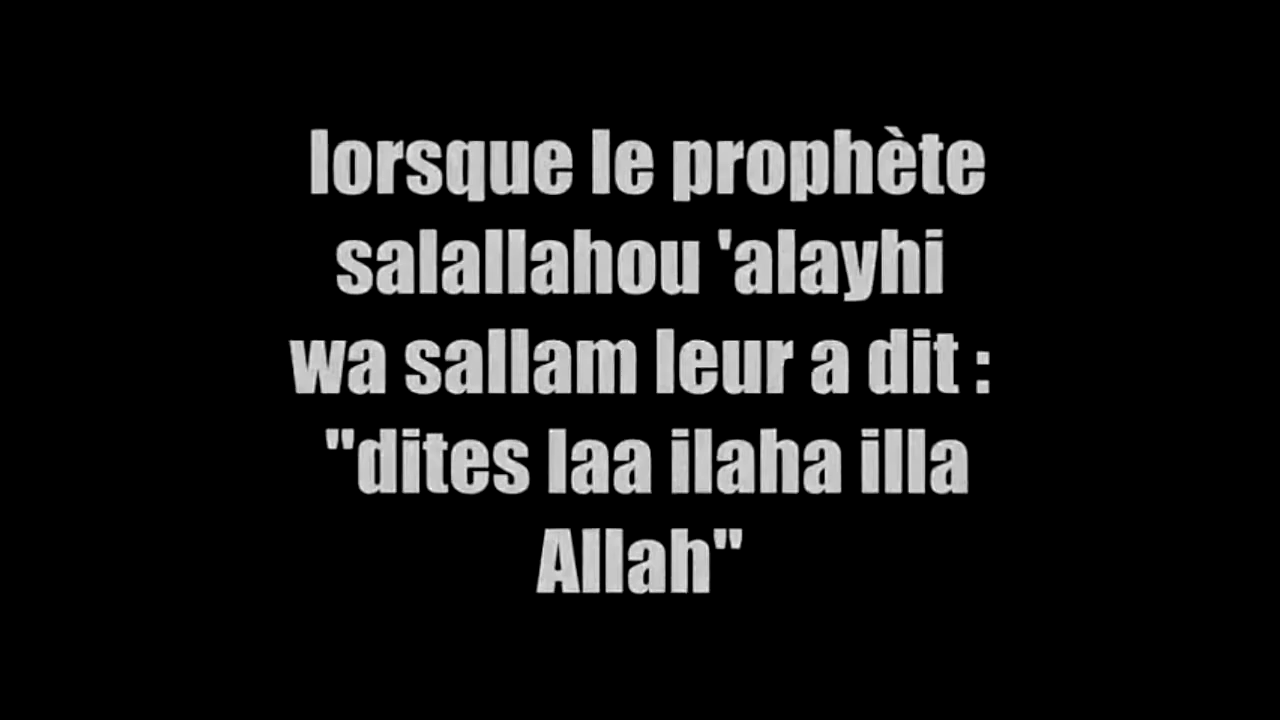 lorsque le prophète
salallahou 'alayhi
wa sallam leur a dit :
"dites laa ilaha illa
Allah"